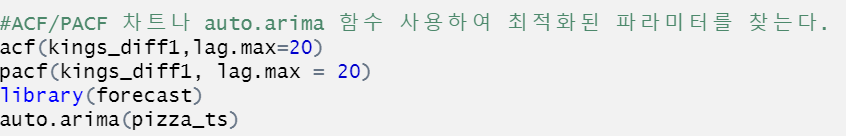 #ACF/PACF 차트나 auto.arima 함수 사용하여 최적화된 파라미터를 찾는다.
acf(kings_diff1,lag.max=20)
pacf(kings_diff1, lag.max = 20)
library(forecast)
auto.arima(pizza_ts)